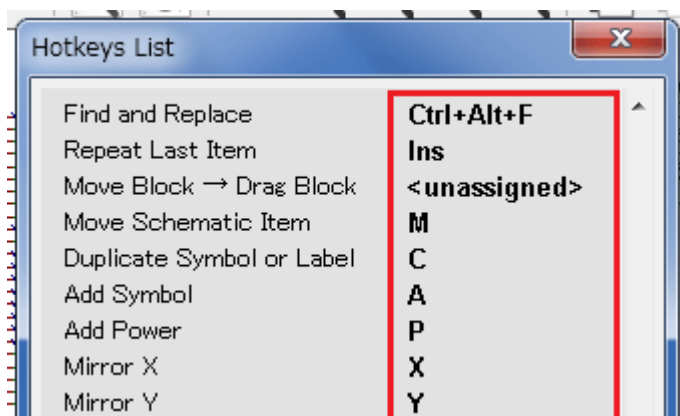 Hotkeys List
Find and Replace Ctrl+Alt+F
Repeat Last Item Ins
Move Block → Drag Block <unassigned>
Move Schematic Item M
Duplicate Symbol or Label C
Add Symbol A
Add Power P
Mirror X X
Mirror Y Y